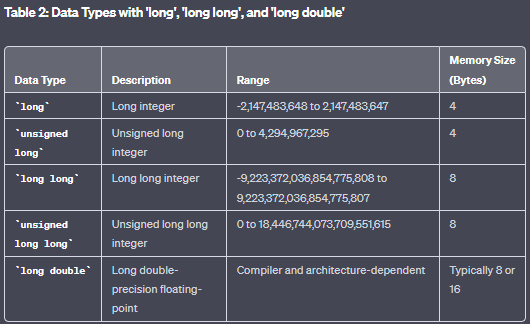 Table 2: Data Types with 'long', 'long long', and 'long double'
Memory Size
Data Type Description Range (Bytes)
`long` Long integer -2,147,483,648 to 2,147,483,647 4
`unsigned Unsigned long 0 to 4,294,967,295 4
long` integer
`long long` Long long integer -9,223,372,036,854,775,808 to 8
9,223,372,036,854,775,807
`unsigned Unsigned long long 0 to 18,446,744,073,709,551,615 8
long long` integer
`long double` Long double- Compiler and architecture-dependent Typically 8 or
precision floating- 16
point